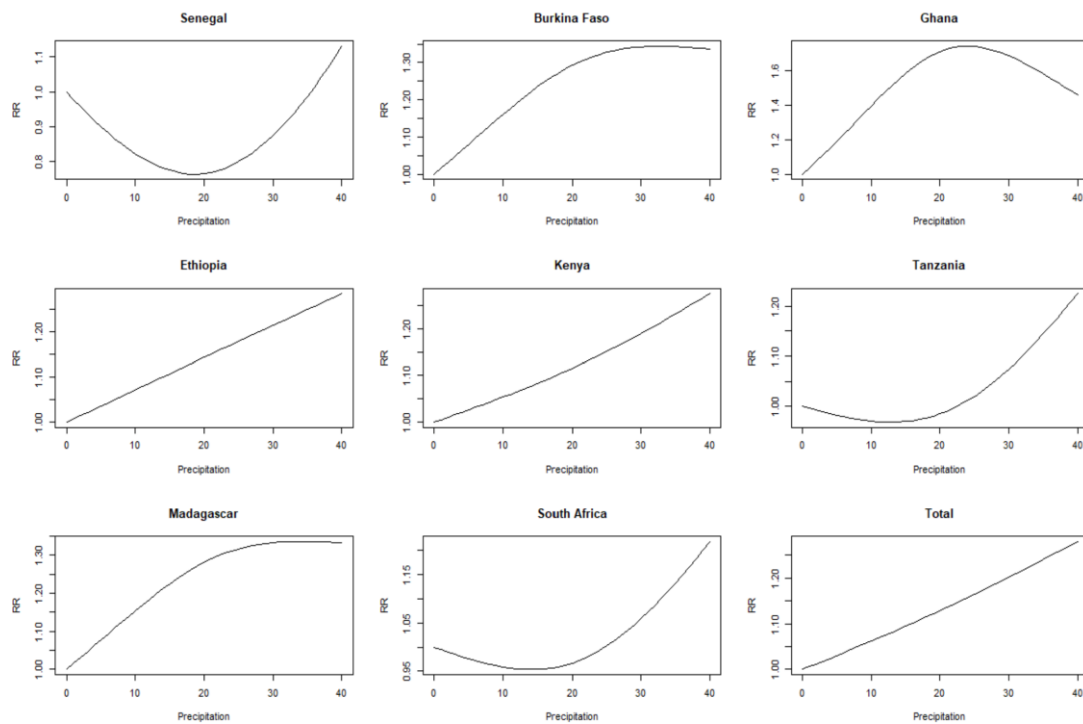 Senegal
RR
0.8 0.9 1.0 1.1
0 10 20 30 40
Precipitation
Burkina Faso
RR
1.00 1.10 1.20 1.30
0 10 20 30 40
Precipitation
Ghana
RR
1.0 1.2 1.4 1.6
0 10 20 30 40
Precipitation
Ethiopia
RR
1.00 1.10 1.20
0 10 20 30 40
Precipitation
Kenya
RR
1.00 1.10 1.20
0 10 20 30 40
Precipitation
Tanzania
RR
1.00 1.10 1.20
0 10 20 30 40
Precipitation
Madagascar
RR
1.00 1.10 1.20 1.30
0 10 20 30 40
Precipitation
South Africa
RR
0.95 1.05 1.15
0 10 20 30 40
Precipitation
Total
RR
1.00 1.10 1.20
0 10 20 30 40
Precipitation